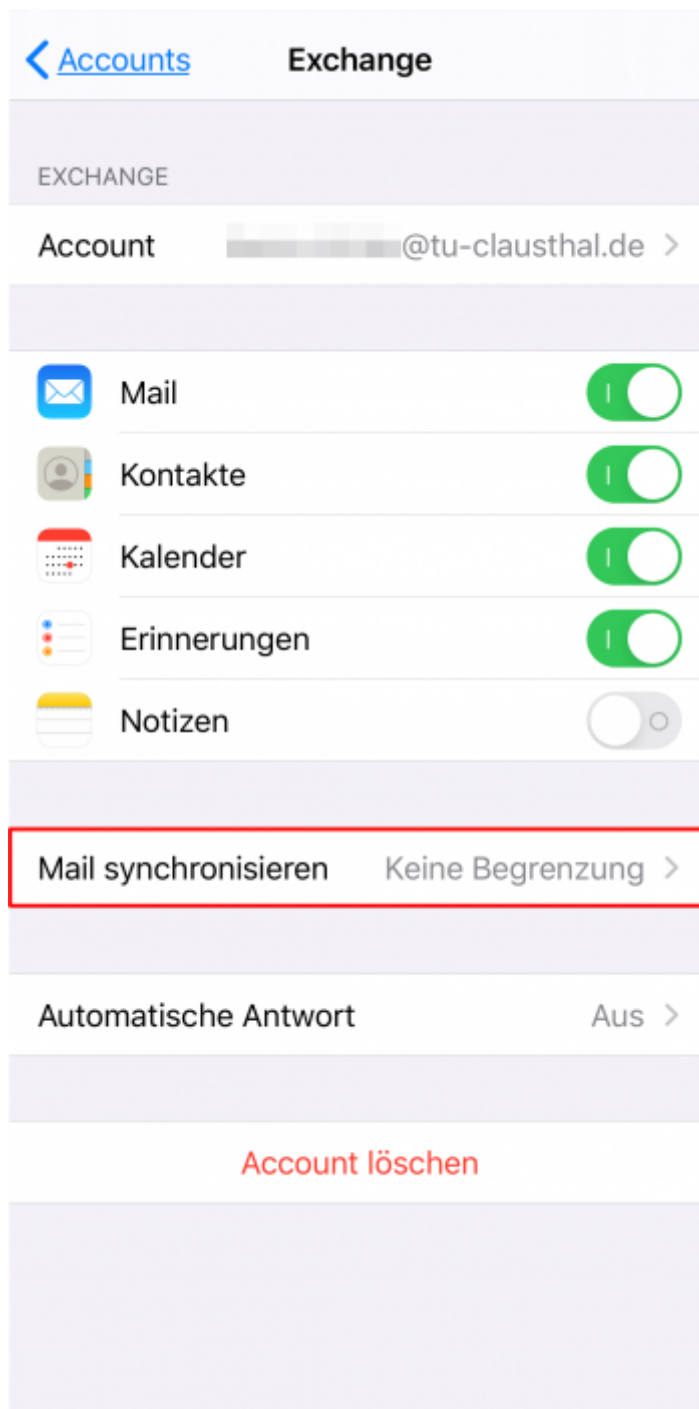 Accounts Exchange
EXCHANGE
Account @tu-clausthal.de
Mail
Kontakte
Kalender
Erinnerungen
Notizen
Mail synchronisieren Keine Begrenzung
Automatische Antwort Aus
Account löschen